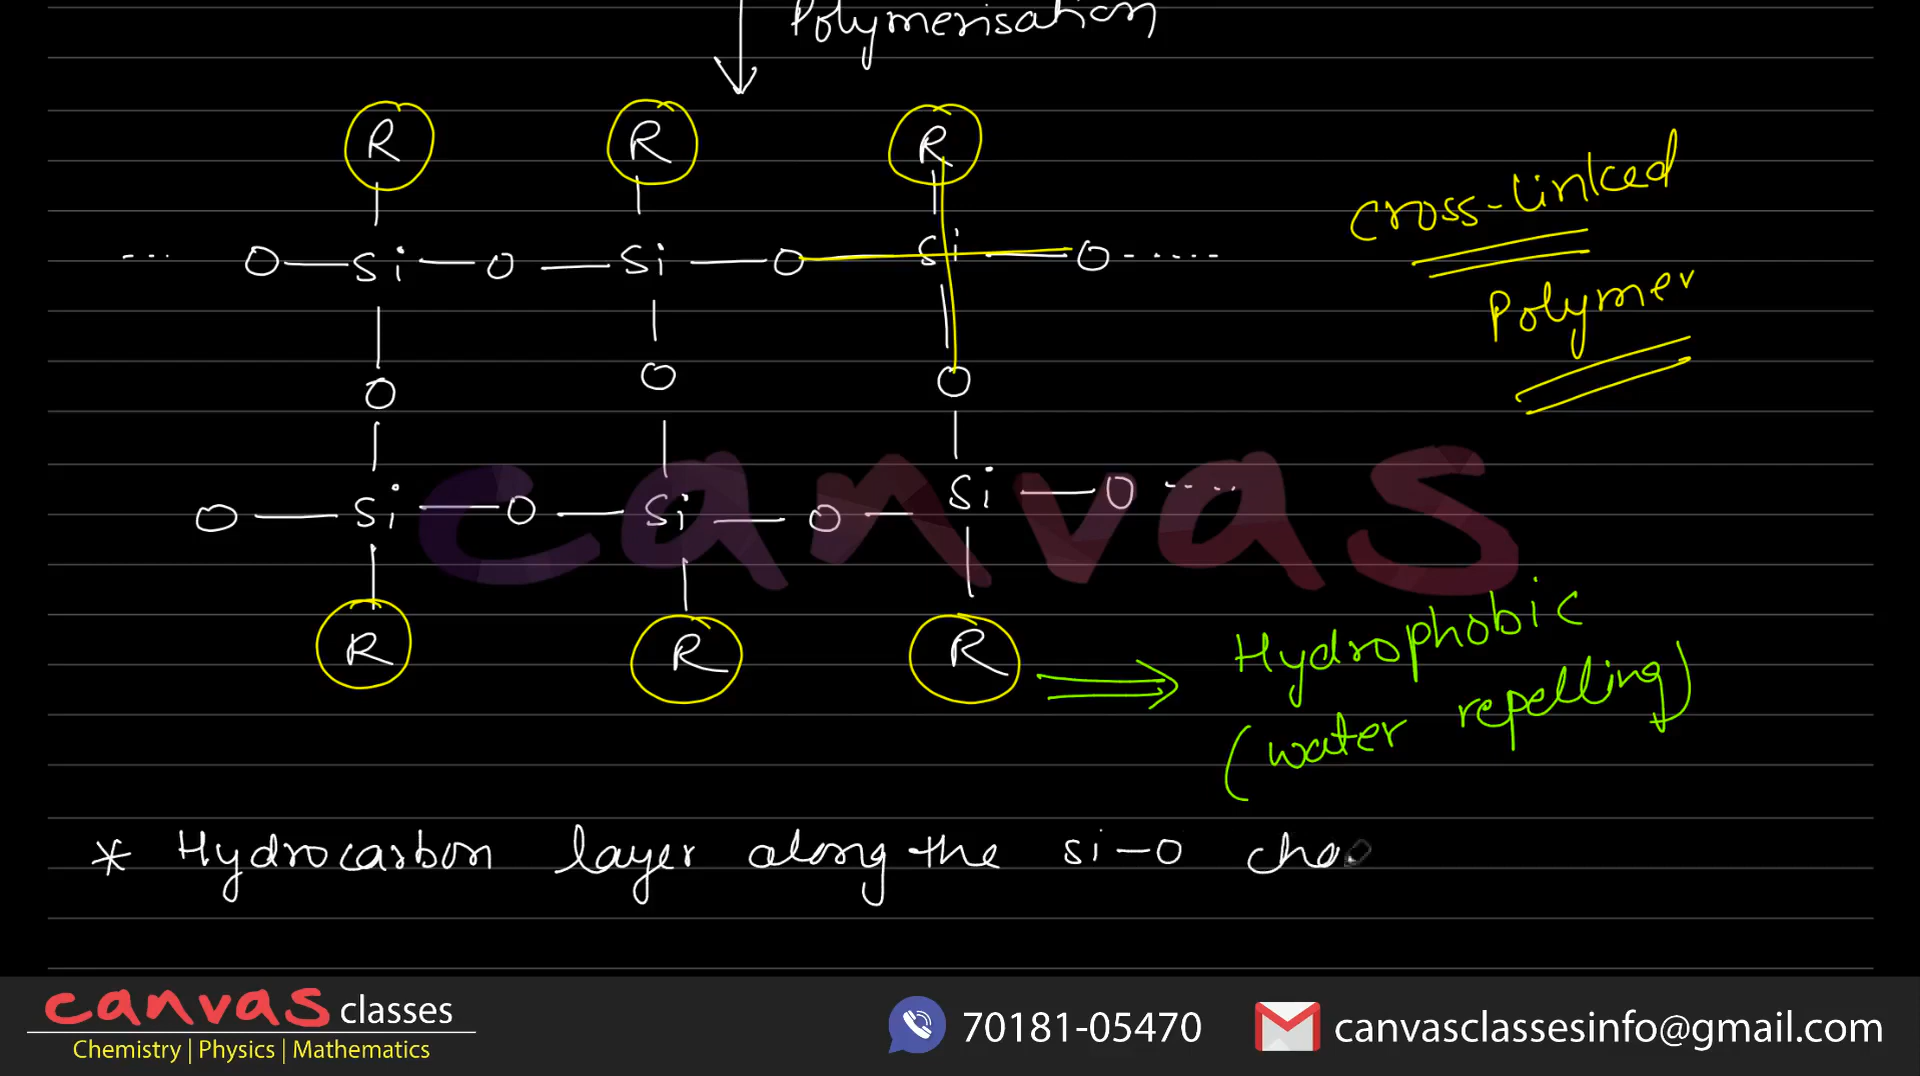 Polymerisation
R R R
... O—Si—O—Si—O—Si—O.....
O O O
O—Si—O—Si—O—Si—O.....
R R R
Cross-linked
Polymer
Hydrophobic
(water repelling)
canvas
* Hydrocarbon layer along the Si-O cha
canvas classes
Chemistry | Physics | Mathematics
70181-05470
canvasclassesinfo@gmail.com